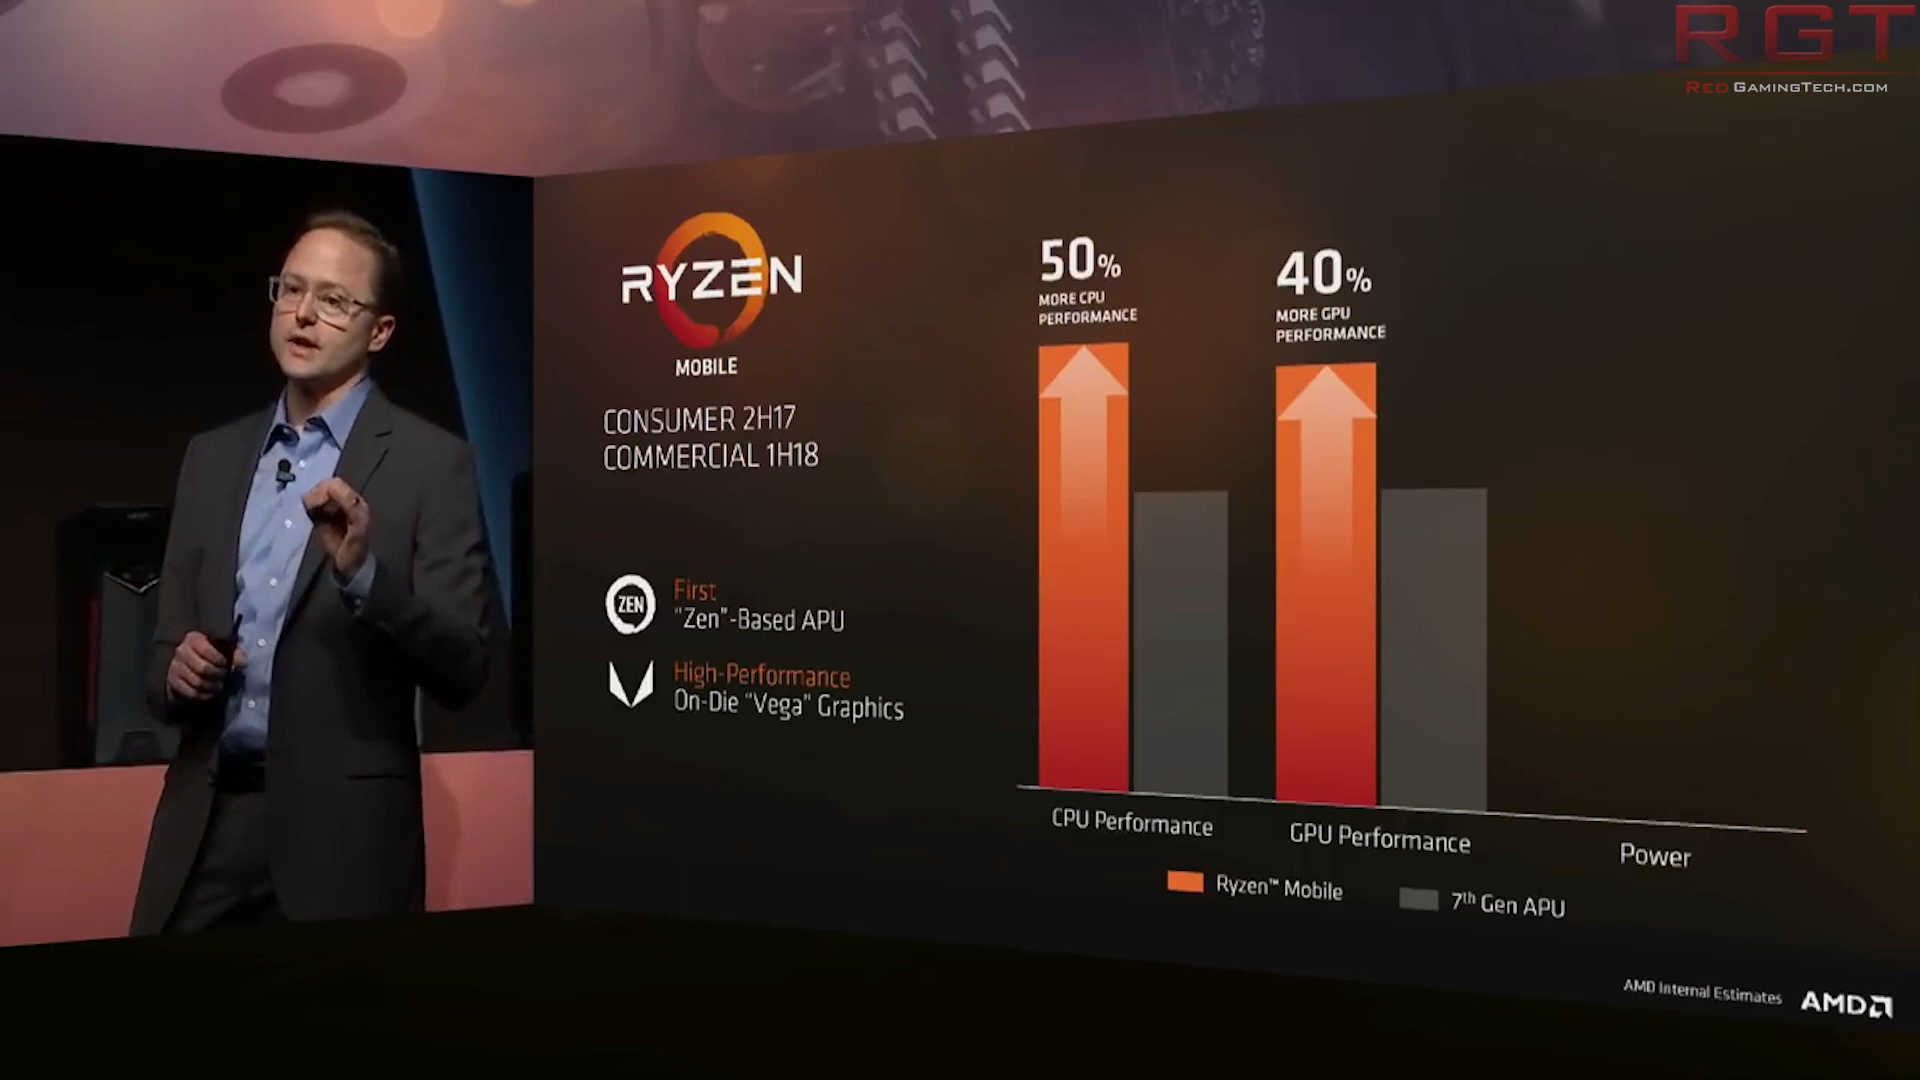 RGT
RedGamingTech.com
RYZEN
MOBILE
CONSUMER 2H17
COMMERCIAL 1H18
ZEN
First
"Zen"-Based APU
High-Performance
On-Die "Vega" Graphics
50%
MORE CPU
PERFORMANCE
40%
MORE GPU
PERFORMANCE
CPU Performance
GPU Performance
Power
Ryzen™ Mobile
7th Gen APU
AMD Internal Estimates
AMD